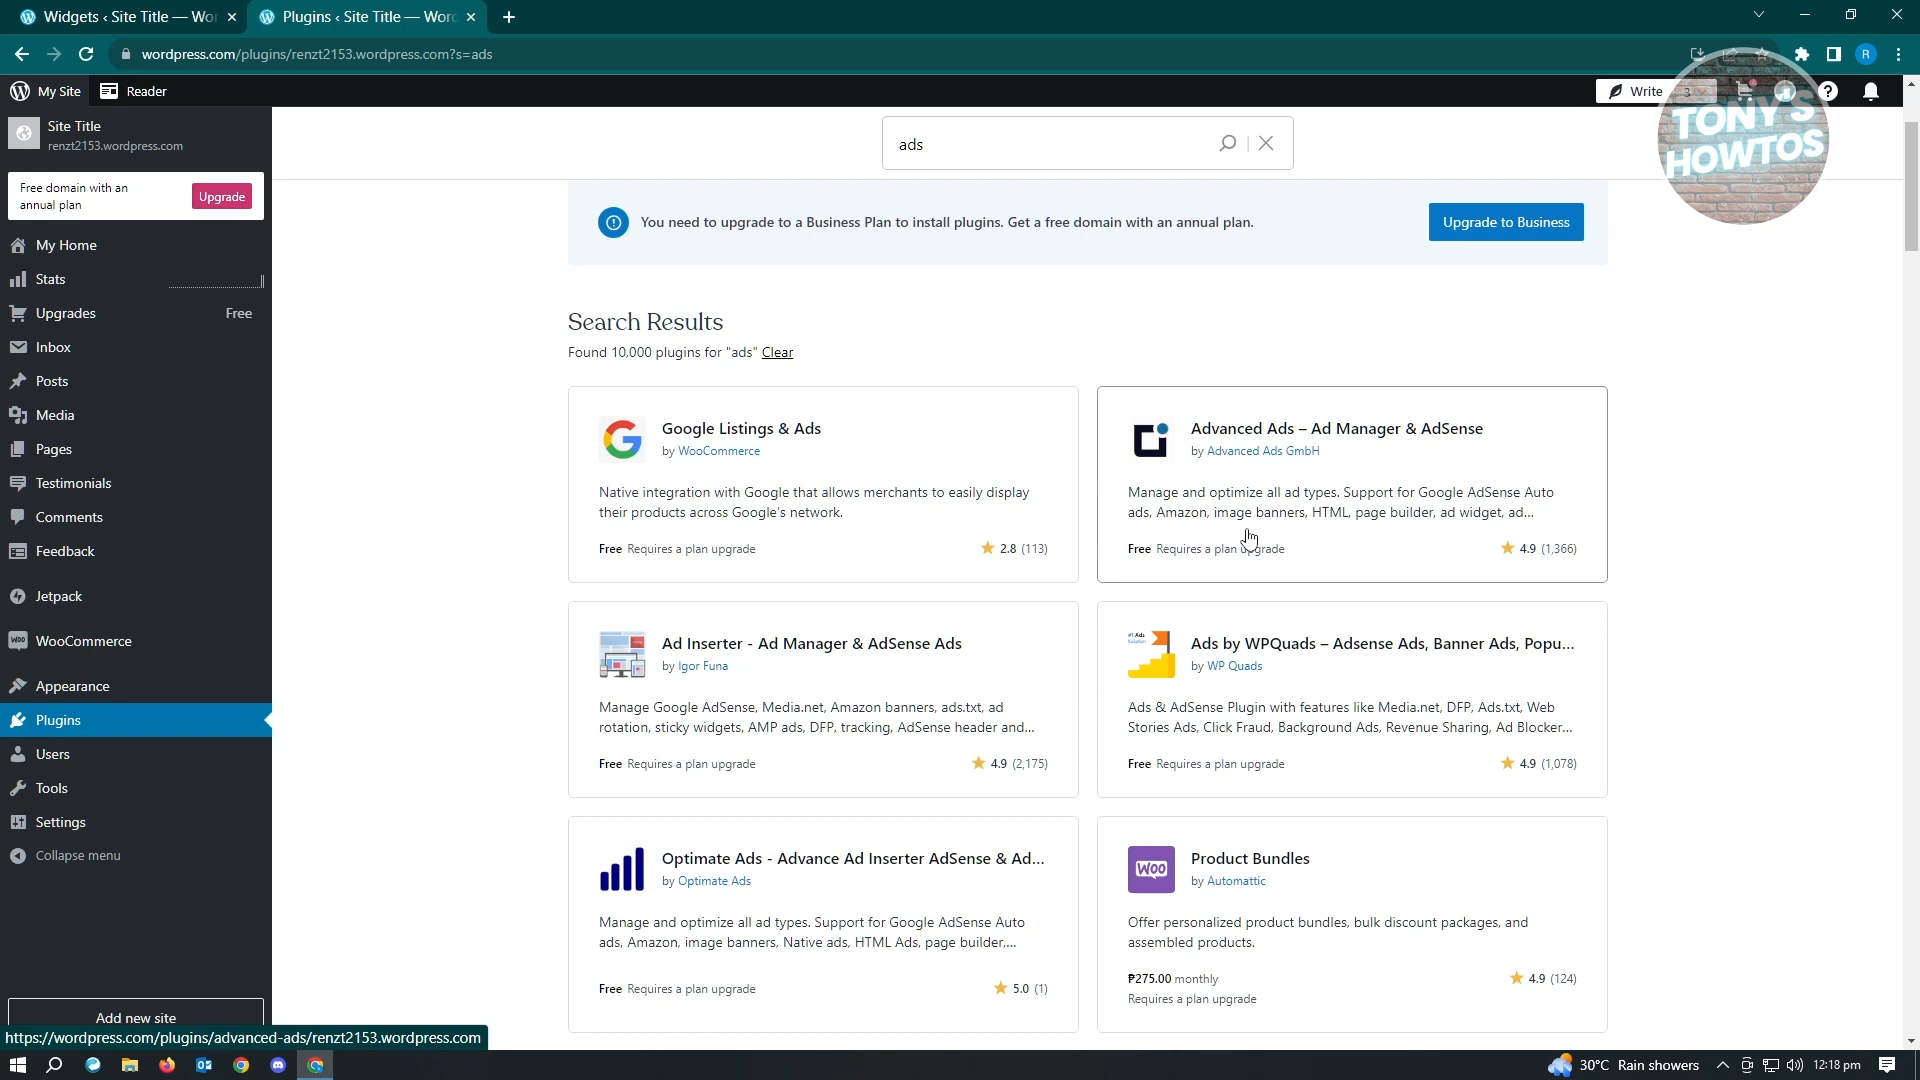 Widgets ‹ Site Title — Wor
Plugins ‹ Site Title — Word
wordpress.com/plugins/renzt2153.wordpress.com?s=ads
R
My Site
Reader
Write
3
TONY'S
HOWTOS
Site Title
renzt2153.wordpress.com
Free domain with an
annual plan
Upgrade
My Home
Stats
Upgrades
Free
Inbox
Posts
Media
Pages
Testimonials
Comments
Feedback
Jetpack
WooCommerce
Appearance
Plugins
Users
Tools
Settings
Collapse menu
Add new site
https://wordpress.com/plugins/advanced-ads/renzt2153.wordpress.com
ads
You need to upgrade to a Business Plan to install plugins. Get a free domain with an annual plan.
Upgrade to Business
Search Results
Found 10,000 plugins for "ads" Clear
Google Listings & Ads
by WooCommerce
Native integration with Google that allows merchants to easily display
their products across Google's network.
Free Requires a plan upgrade
2.8 (113)
Advanced Ads – Ad Manager & AdSense
by Advanced Ads GmbH
Manage and optimize all ad types. Support for Google AdSense Auto
ads, Amazon, image banners, HTML, page builder, ad widget, ad...
Free Requires a plan upgrade
4.9 (1,366)
Ad Inserter - Ad Manager & AdSense Ads
by Igor Funa
Manage Google AdSense, Media.net, Amazon banners, ads.txt, ad
rotation, sticky widgets, AMP ads, DFP, tracking, AdSense header and...
Free Requires a plan upgrade
4.9 (2,175)
#1 Ads
Solution
Ads by WPQuads – Adsense Ads, Banner Ads, Popu...
by WP Quads
Ads & AdSense Plugin with features like Media.net, DFP, Ads.txt, Web
Stories Ads, Click Fraud, Background Ads, Revenue Sharing, Ad Blocker...
Free Requires a plan upgrade
4.9 (1,078)
Optimate Ads - Advance Ad Inserter AdSense & Ad...
by Optimate Ads
Manage and optimize all ad types. Support for Google AdSense Auto
ads, Amazon, image banners, Native ads, HTML Ads, page builder,...
Free Requires a plan upgrade
5.0 (1)
WOO
Product Bundles
by Automattic
Offer personalized product bundles, bulk discount packages, and
assembled products.
₱275.00 monthly
Requires a plan upgrade
4.9 (124)
30°C Rain showers
12:18 pm